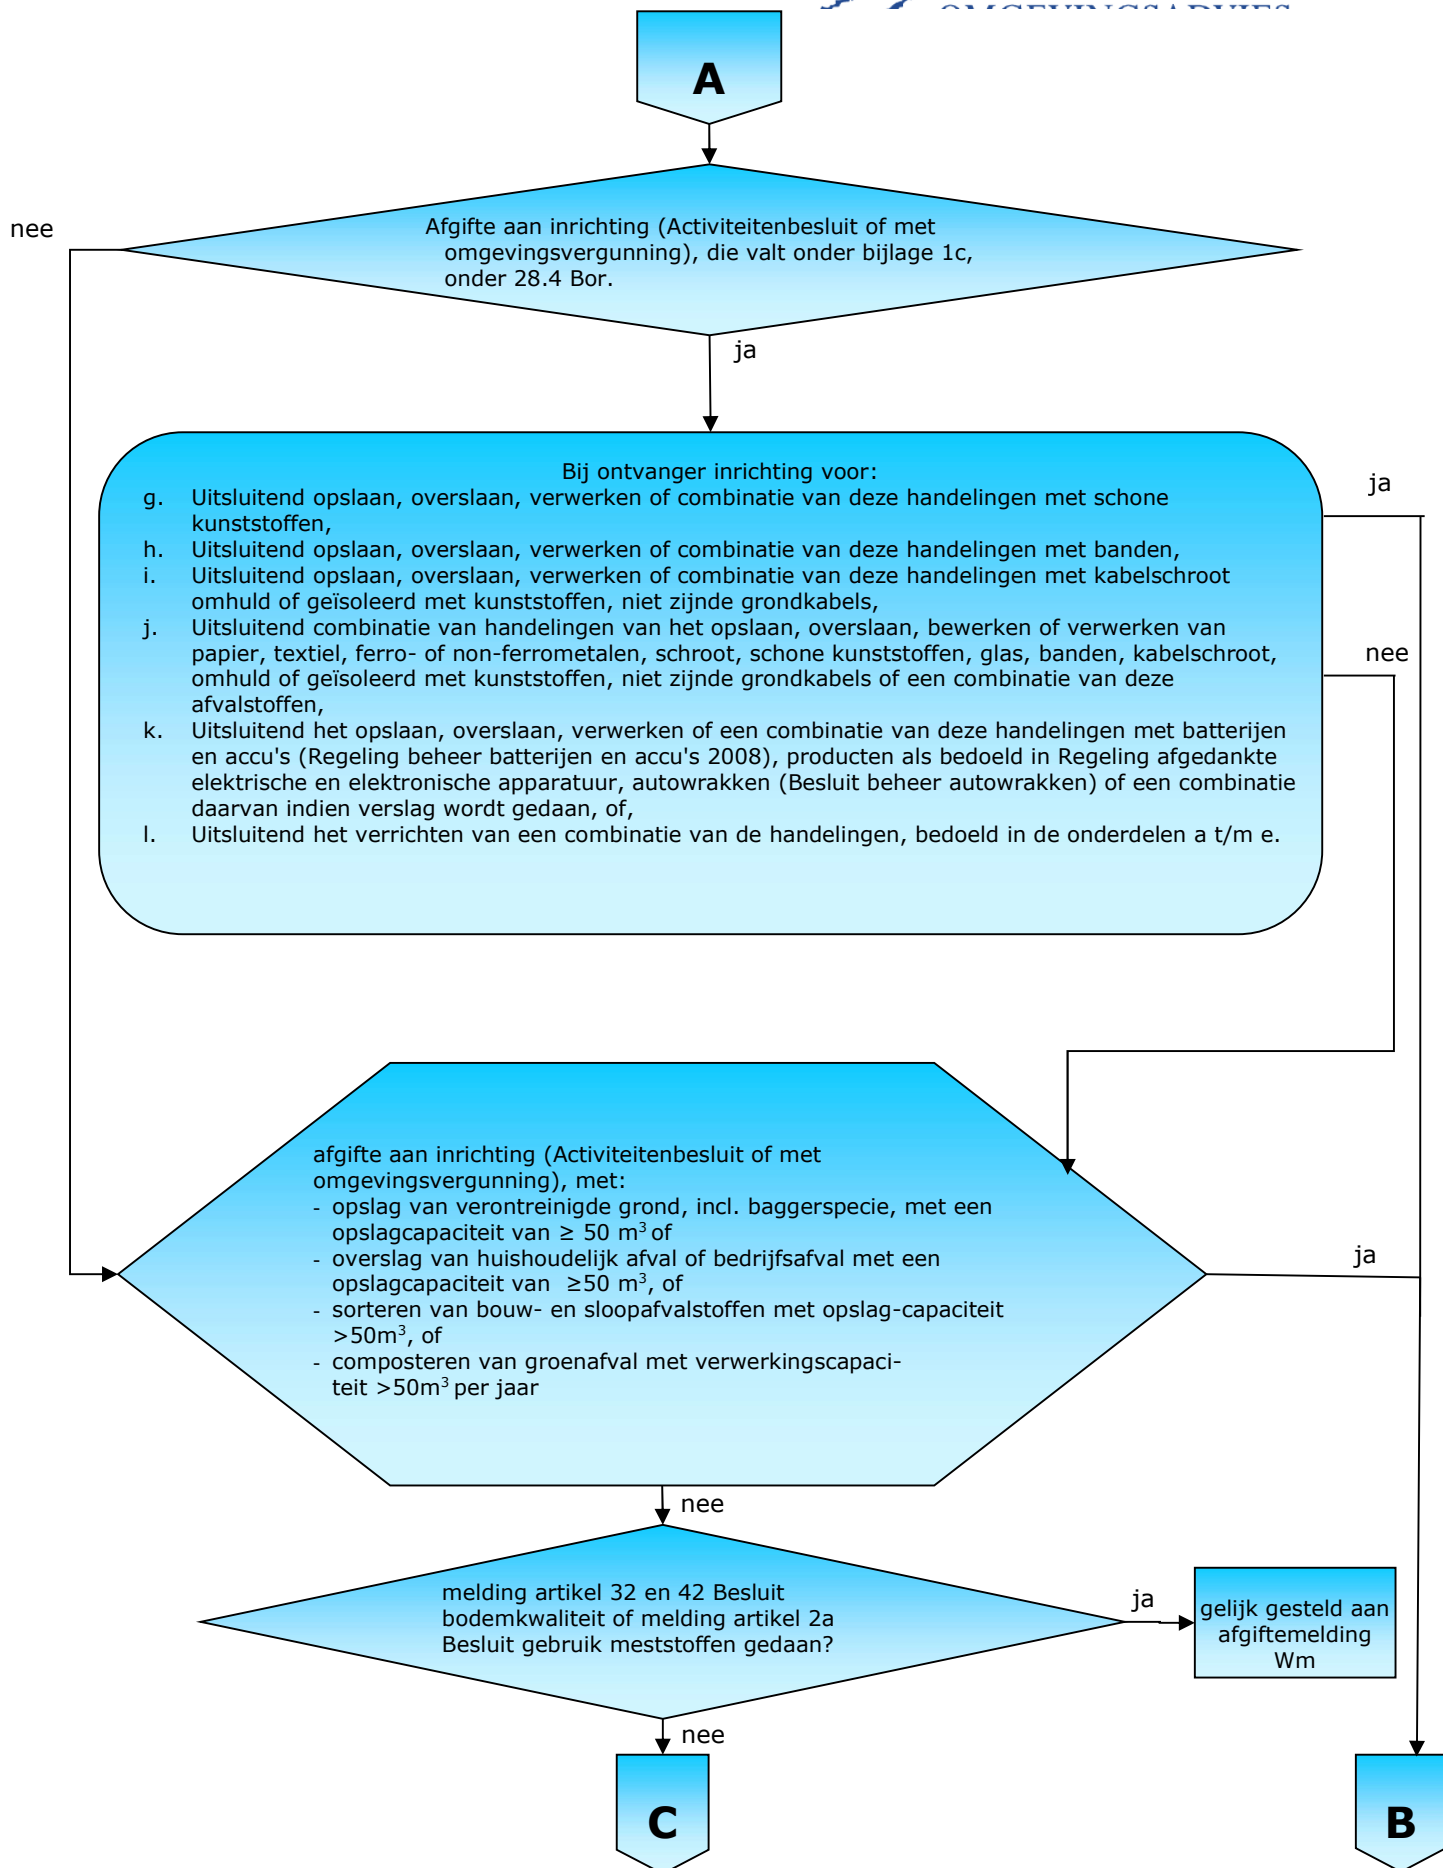 OMGEVINGSADVIES
A
nee
Afgifte aan inrichting (Activiteitenbesluit of met
omgevingsvergunning), die valt onder bijlage 1c,
onder 28.4 Bor.
ja
Bij ontvanger inrichting voor:
g. Uitsluitend opslaan, overslaan, verwerken of combinatie van deze handelingen met schone
kunststoffen,
h. Uitsluitend opslaan, overslaan, verwerken of combinatie van deze handelingen met banden,
i. Uitsluitend opslaan, overslaan, verwerken of combinatie van deze handelingen met kabelschroot
omhuld of geïsoleerd met kunststoffen, niet zijnde grondkabels,
j. Uitsluitend combinatie van handelingen van het opslaan, overslaan, bewerken of verwerken van
papier, textiel, ferro- of non-ferrometalen, schroot, schone kunststoffen, glas, banden, kabelschroot,
omhuld of geïsoleerd met kunststoffen, niet zijnde grondkabels of een combinatie van deze
afvalstoffen,
k. Uitsluitend het opslaan, overslaan, verwerken of een combinatie van deze handelingen met batterijen
en accu's (Regeling beheer batterijen en accu's 2008), producten als bedoeld in Regeling afgedankte
elektrische en elektronische apparatuur, autowrakken (Besluit beheer autowrakken) of een combinatie
daarvan indien verslag wordt gedaan, of,
l. Uitsluitend het verrichten van een combinatie van de handelingen, bedoeld in de onderdelen a t/m e.
ja
nee
afgifte aan inrichting (Activiteitenbesluit of met
omgevingsvergunning), met:
- opslag van verontreinigde grond, incl. baggerspecie, met een
opslagcapaciteit van ≥ 50 m³ of
- overslag van huishoudelijk afval of bedrijfsafval met een
opslagcapaciteit van ≥50 m³, of
- sorteren van bouw- en sloopafvalstoffen met opslag-capaciteit
>50m³, of
- composteren van groenafval met verwerkingscapaci-
teit >50m³ per jaar
ja
nee
melding artikel 32 en 42 Besluit
bodemkwaliteit of melding artikel 2a
Besluit gebruik meststoffen gedaan?
ja
gelijk gesteld aan
afgiftemelding
Wm
nee
C
B